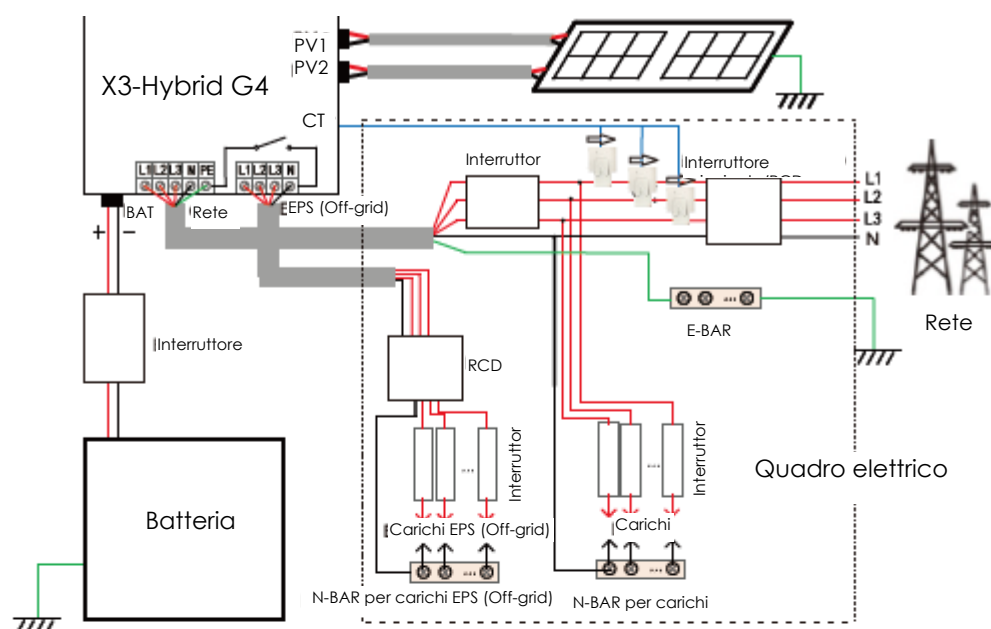 PV1
PV2
X3-Hybrid G4
CT
L1 L2 L3 N PE
L1 L2 L3 N
BAT
Rete
EPS (Off-grid)
+ −
Interruttor
Interruttore
L1
L2
L3
N
E-BAR
Rete
Interruttore
RCD
Interruttor
Interruttor
Quadro elettrico
Batteria
Carichi EPS (Off-grid)
Carichi
N-BAR per carichi EPS (Off-grid)
N-BAR per carichi